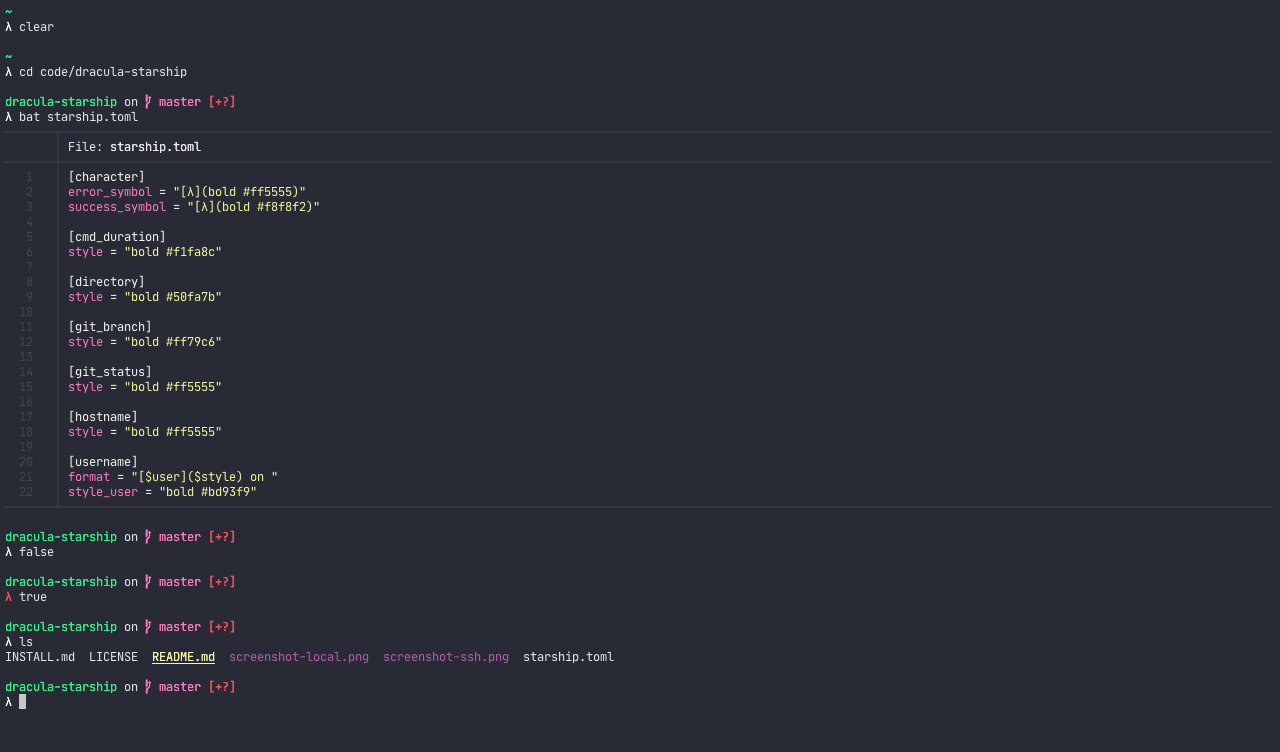 ~
λ clear
~
λ cd code/dracula-starship
dracula-starship on master [+?]
λ bat starship.toml
File: starship.toml
1 [character]
2 error_symbol = "[λ](bold #ff5555)"
3 success_symbol = "[λ](bold #f8f8f2)"
4
5 [cmd_duration]
6 style = "bold #f1fa8c"
7
8 [directory]
9 style = "bold #50fa7b"
10
11 [git_branch]
12 style = "bold #ff79c6"
13
14 [git_status]
15 style = "bold #ff5555"
16
17 [hostname]
18 style = "bold #ff5555"
19
20 [username]
21 format = "[$user]($style) on "
22 style_user = "bold #bd93f9"
dracula-starship on master [+?]
λ false
dracula-starship on master [+?]
λ true
dracula-starship on master [+?]
λ ls
INSTALL.md LICENSE README.md screenshot-local.png screenshot-ssh.png starship.toml
dracula-starship on master [+?]
λ